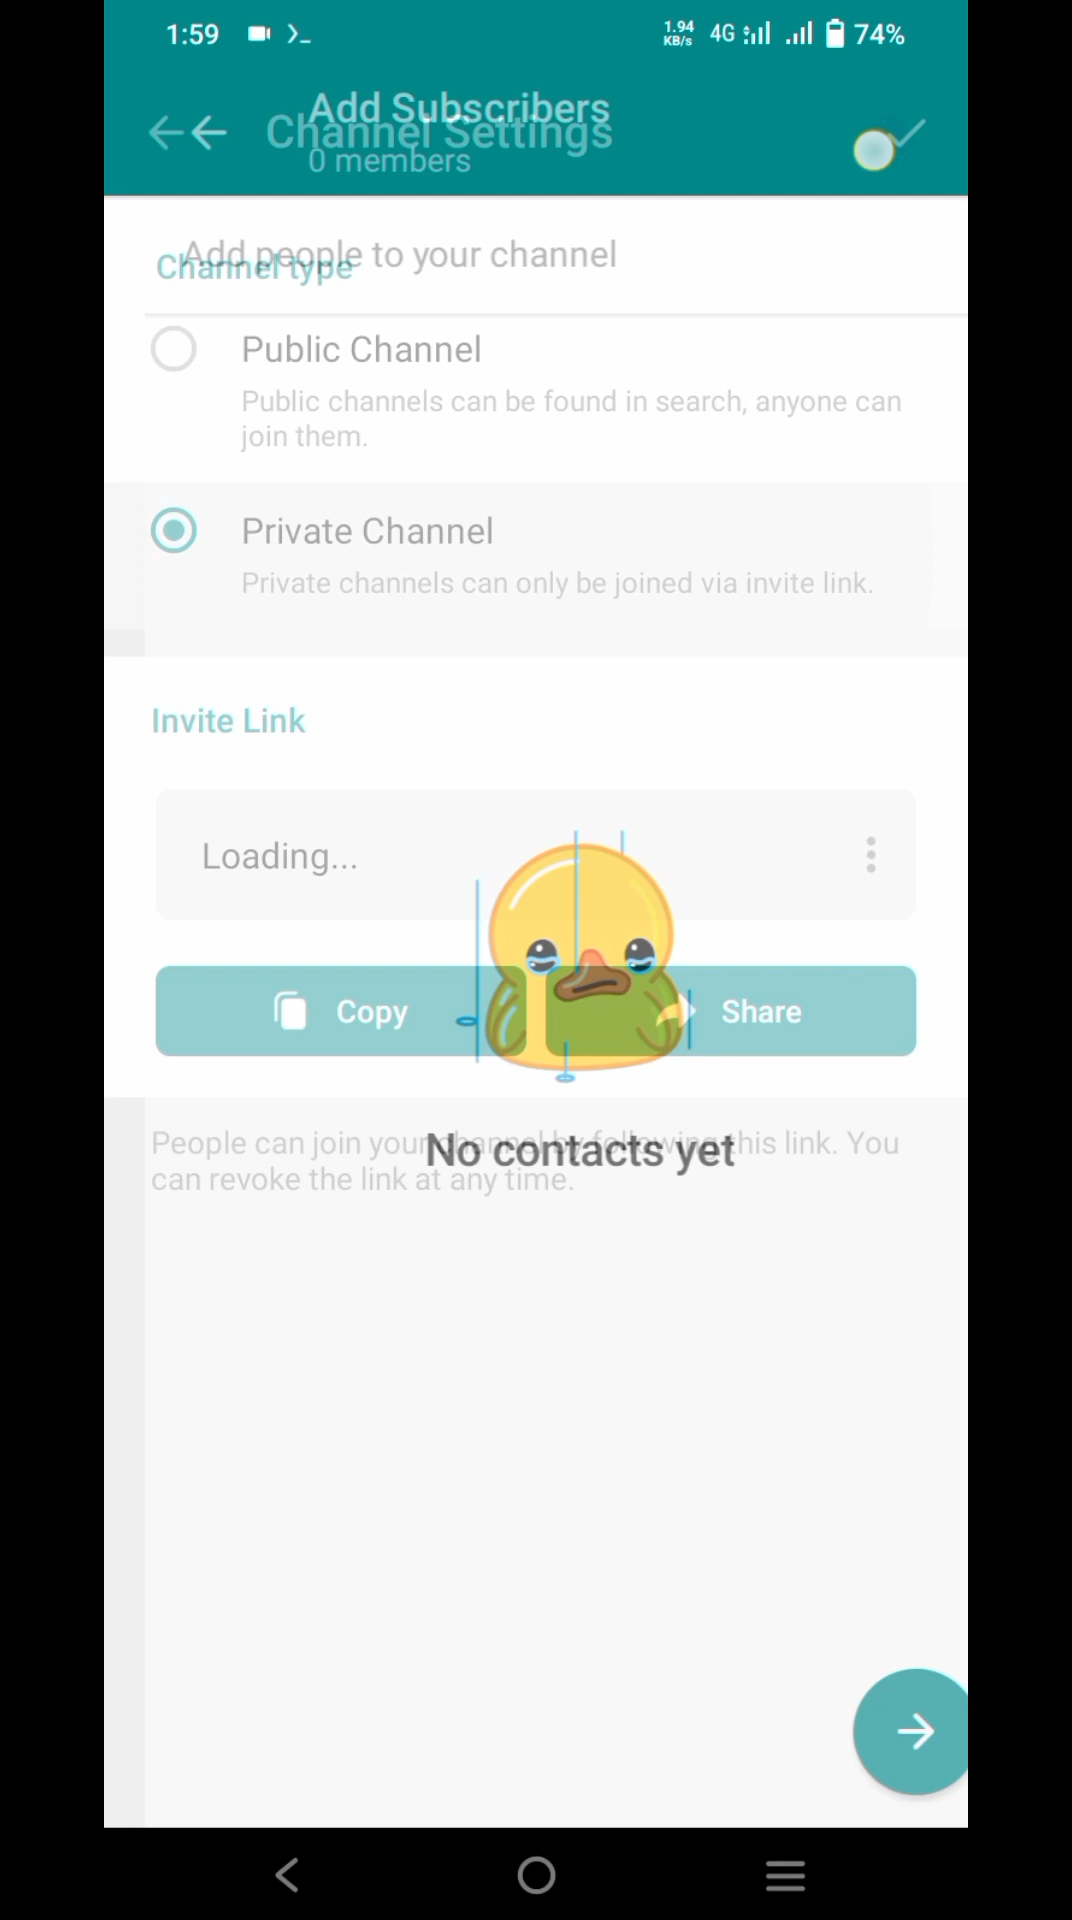 1:59
1.94
KB/s
4G
74%
Add Subscribers
Channel Settings
0 members
Add people to your channel
Channel type
Public Channel
Public channels can be found in search, anyone can
join them.
Private Channel
Private channels can only be joined via invite link.
Invite Link
Loading...
Copy
Share
People can join your channel by following this link. You
No contacts yet
can revoke the link at any time.